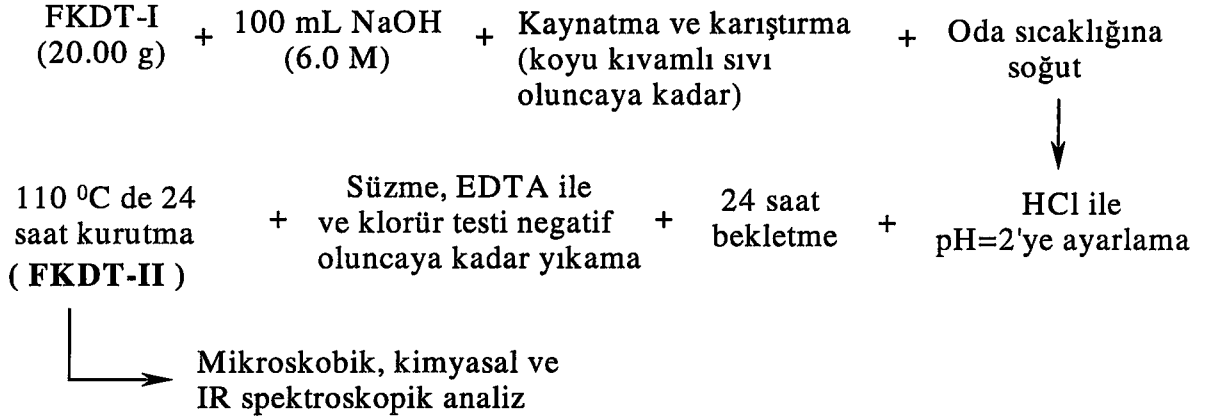 FKDT-I + 100 mL NaOH + Kaynatma ve karıştırma + Oda sıcaklığına
(20.00 g) (6.0 M) (koyu kıvamlı sıvı soğut
oluncaya kadar)
110 ⁰C de 24 + Süzme, EDTA ile + 24 saat + HCl ile
saat kurutma ve klorür testi negatif bekletme pH=2'ye ayarlama
( FKDT-II ) oluncaya kadar yıkama
Mikroskobik, kimyasal ve
IR spektroskopik analiz